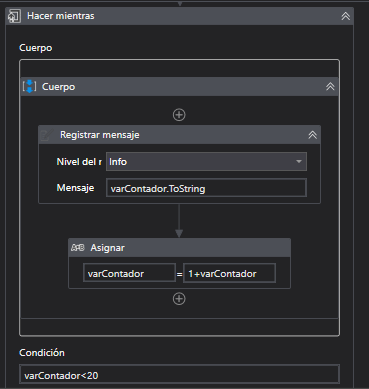 Hacer mientras
Cuerpo
Cuerpo
Registrar mensaje
Nivel del r Info
Mensaje varContador.ToString
Asignar
varContador = 1+varContador
Condición
varContador<20